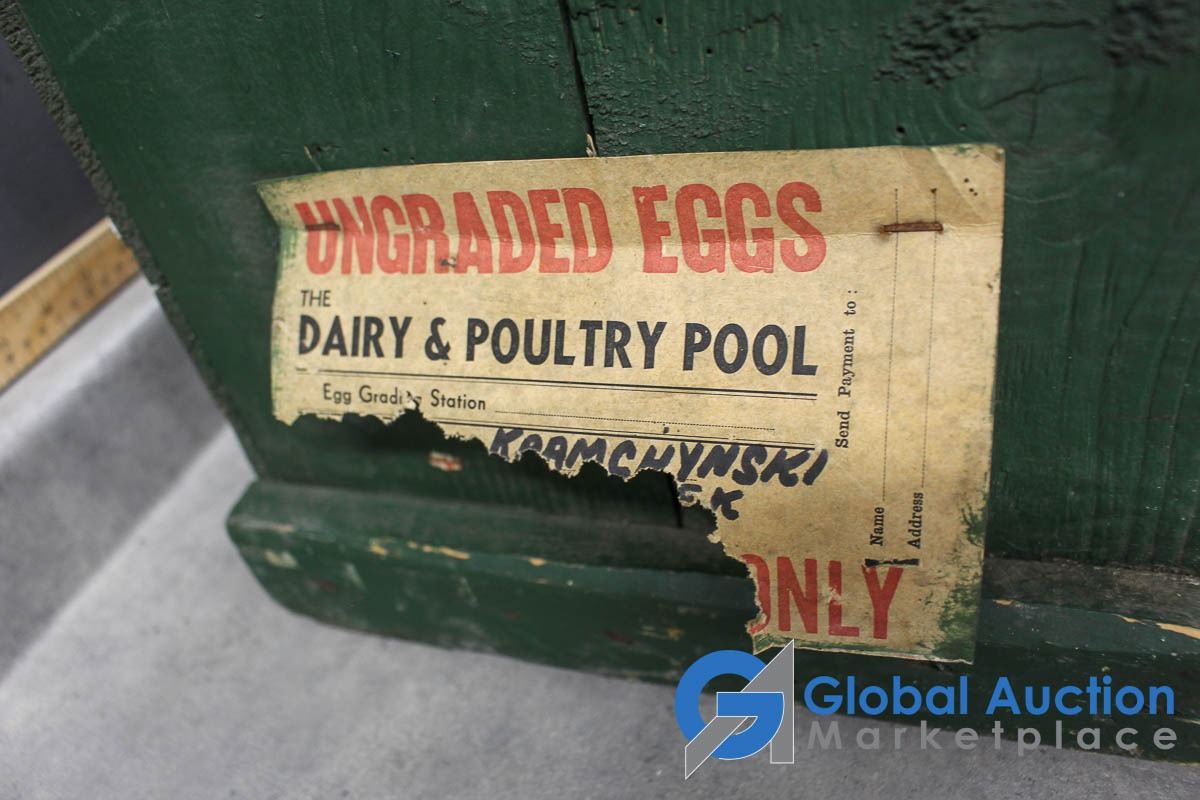 UNGRADED EGGS
THE
DAIRY & POULTRY POOL
Egg Grading Station
KRAMCHYNSKI
EK
ONLY
Send Payment to:
Name
Address
Global Auction
Marketplace